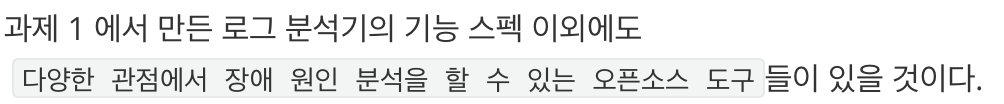 과제 1 에서 만든 로그 분석기의 기능 스펙 이외에도
다양한 관점에서 장애 원인 분석을 할 수 있는 오픈소스 도구들이 있을 것이다.